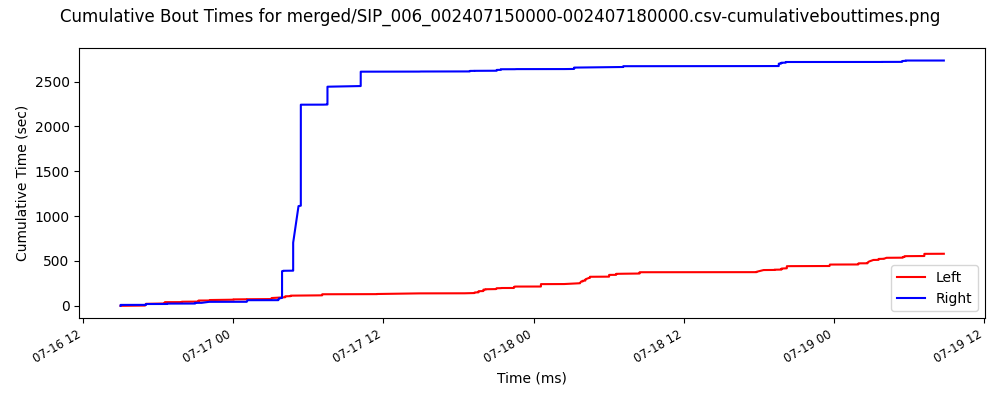 Cumulative Bout Times for merged/SIP_006_002407150000-002407180000.csv-cumulativebouttimes.png
Cumulative Time (sec)
2500
2000
1500
1000
500
0
Left
Right
07-16 12
07-17 00
07-17 12
07-18 00
07-18 12
07-19 00
07-19 12
Time (ms)